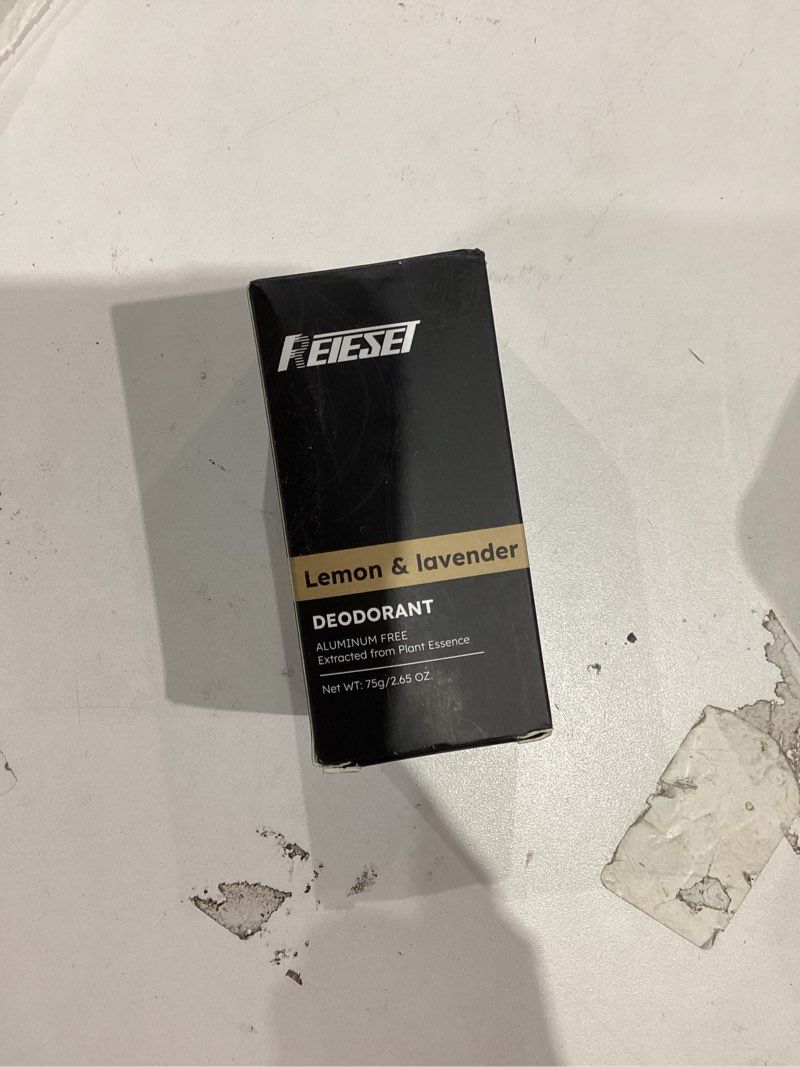 REIESET
Lemon & lavender
DEODORANT
ALUMINUM FREE
Extracted from Plant Essence
Net WT: 75g/2.65 OZ.